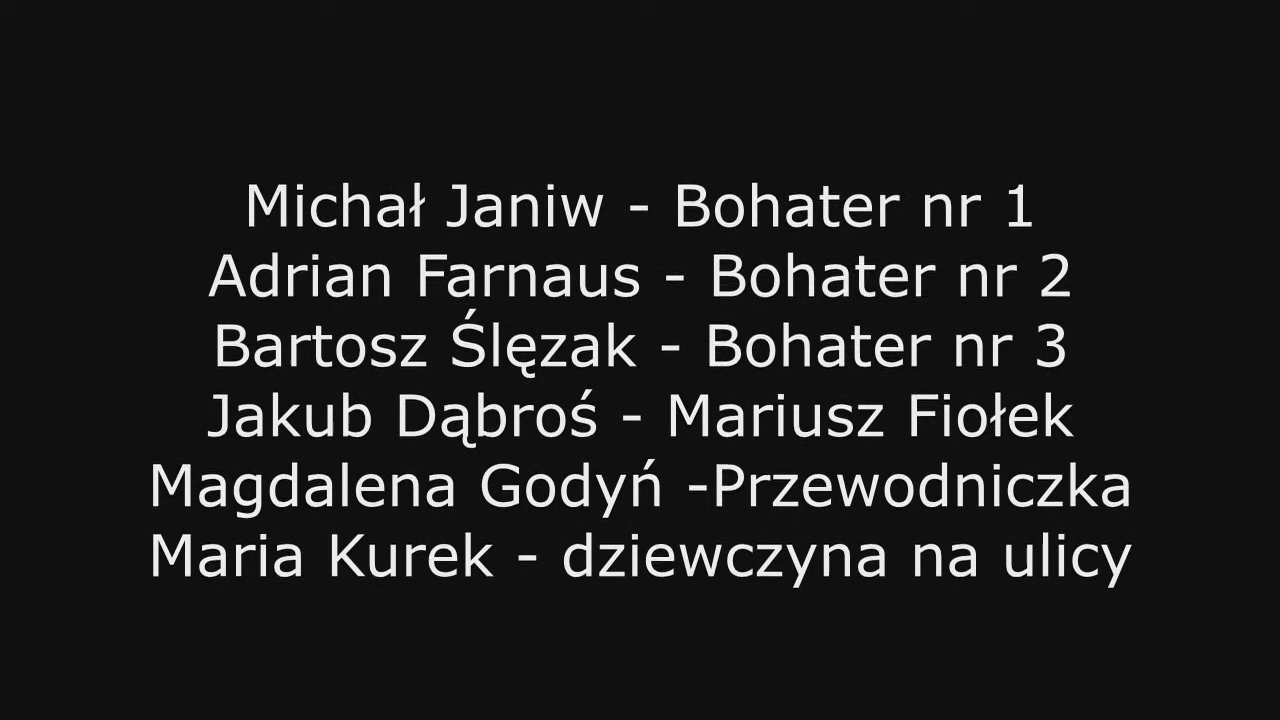 Michał Janiw - Bohater nr 1
Adrian Farnaus - Bohater nr 2
Bartosz Ślęzak - Bohater nr 3
Jakub Dąbroś - Mariusz Fiołek
Magdalena Godyń -Przewodniczka
Maria Kurek - dziewczyna na ulicy